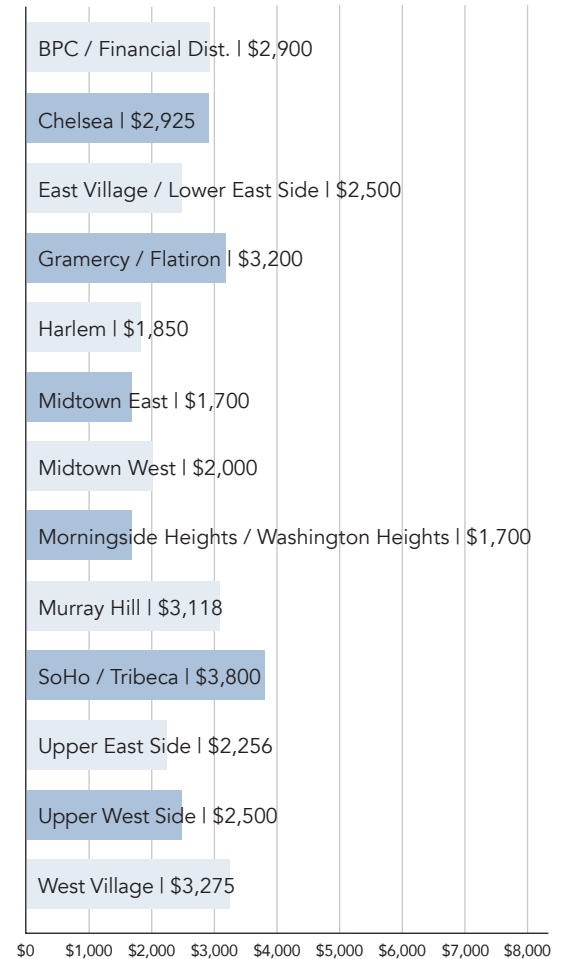 BPC / Financial Dist. | $2,900
Chelsea | $2,925
East Village / Lower East Side | $2,500
Gramercy / Flatiron | $3,200
Harlem | $1,850
Midtown East | $1,700
Midtown West | $2,000
Morningside Heights / Washington Heights | $1,700
Murray Hill | $3,118
SoHo / Tribeca | $3,800
Upper East Side | $2,256
Upper West Side | $2,500
West Village | $3,275
$0 $1,000 $2,000 $3,000 $4,000 $5,000 $6,000 $7,000 $8,000